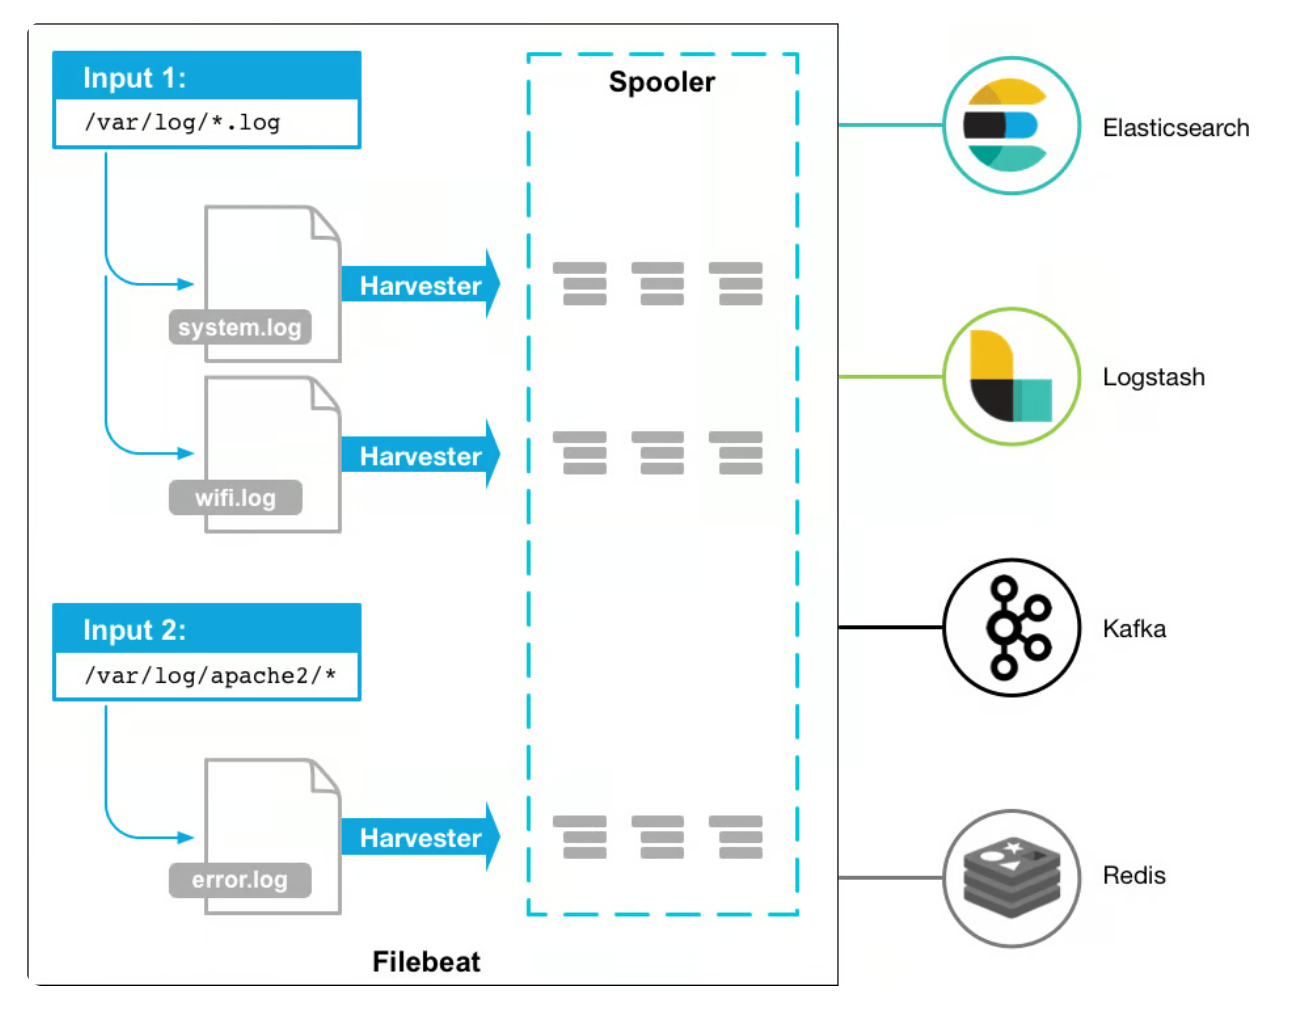 Input 1:
/var/log/*.log
Spooler
system.log
Harvester
wifi.log
Harvester
Input 2:
/var/log/apache2/*
error.log
Harvester
Filebeat
Elasticsearch
Logstash
Kafka
Redis